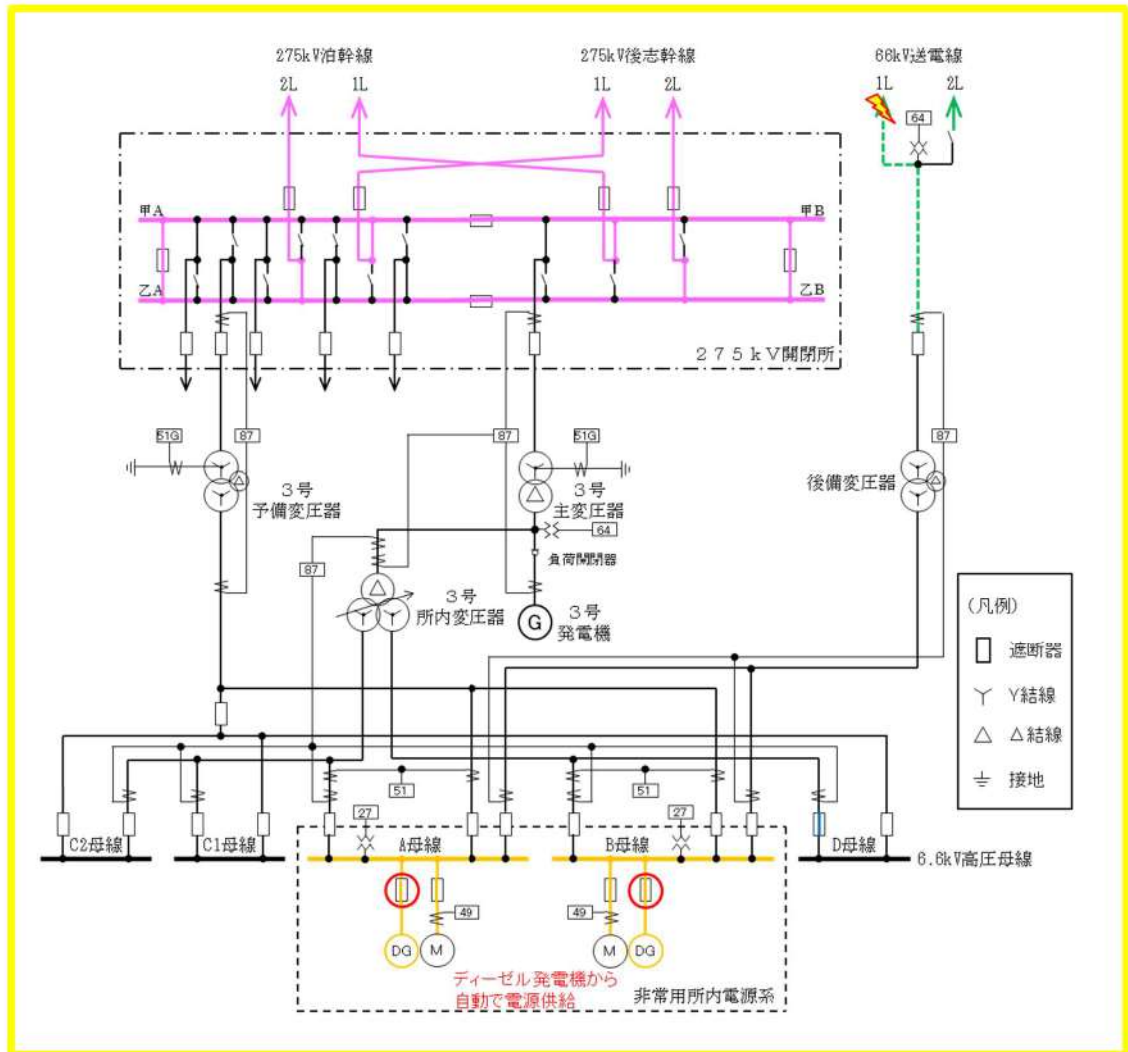 275kV泊幹線
275kV後志幹線
66kV送電線
2L
1L
1L
2L
1L
2L
64
甲A
甲B
乙A
乙B
275kV開閉所
51G
87
87
51G
87
3号
予備変圧器
3号
主変圧器
後備変圧器
64
負荷開閉器
87
3号
所内変圧器
G
3号
発電機
(凡例)
遮断器
Y結線
△結線
接地
51
51
27
27
C2母線
C1母線
A母線
B母線
D母線
6.6kV高圧母線
49
49
DG
M
M
DG
ディーゼル発電機から
自動で電源供給
非常用所内電源系